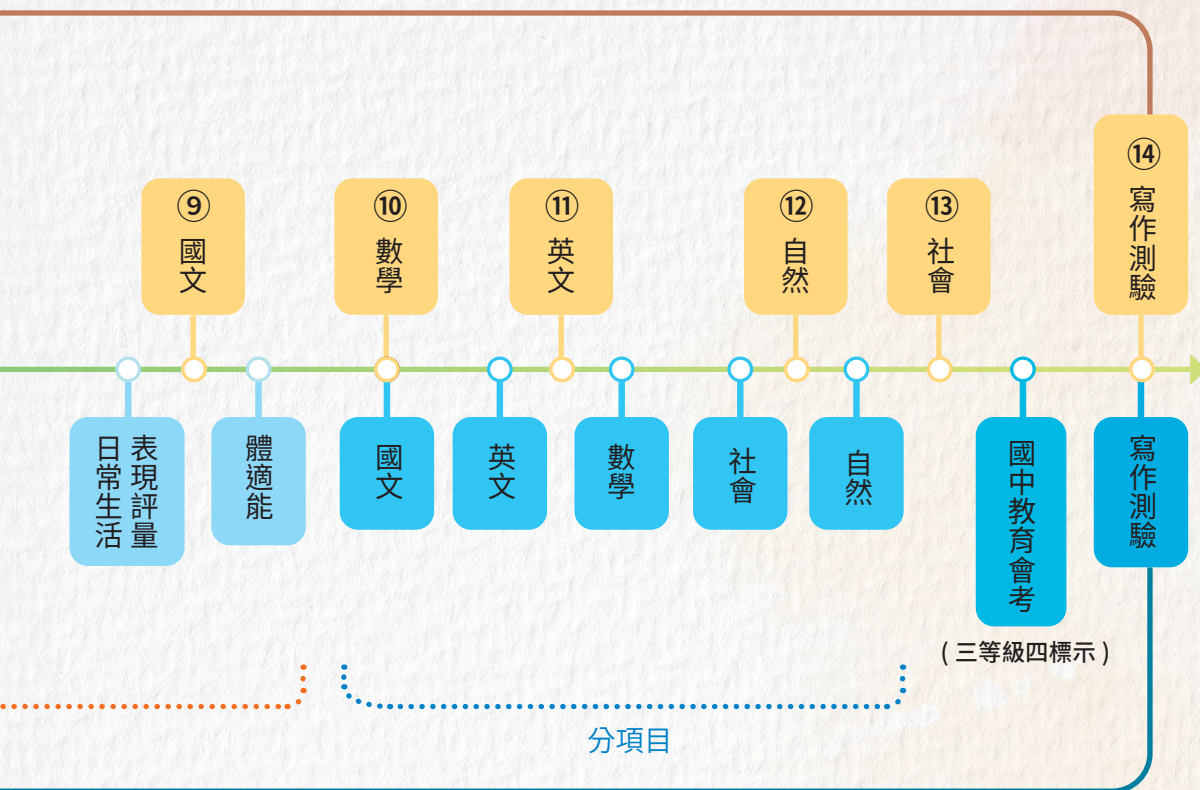 ⑨ 國文
⑩ 數學
⑪ 英文
⑫ 自然
⑬ 社會
⑭ 寫作測驗
日常生活
表現評量
體適能
國文
英文
數學
社會
自然
國中教育會考
寫作測驗
(三等級四標示)
分項目